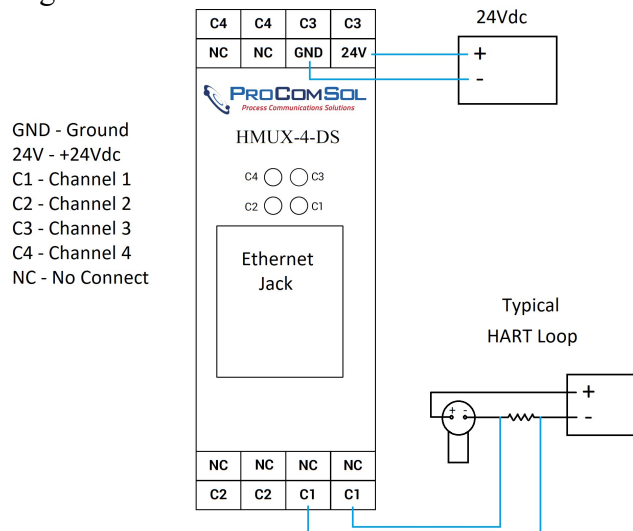 C4 C4 C3 C3
NC NC GND 24V
24Vdc
+
-
PROCOMSOL
Process Communications Solutions
HMUX-4-DS
GND - Ground
24V - +24Vdc
C1 - Channel 1
C2 - Channel 2
C3 - Channel 3
C4 - Channel 4
NC - No Connect
C4 C3
C2 C1
Ethernet
Jack
Typical
HART Loop
+
-
+ -
NC NC NC NC
C2 C2 C1 C1